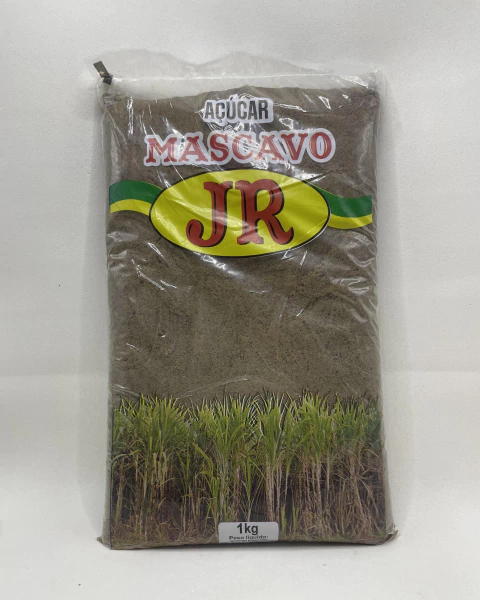 AÇÚCAR
MASCAVO
JR
1kg
Peso líquido: